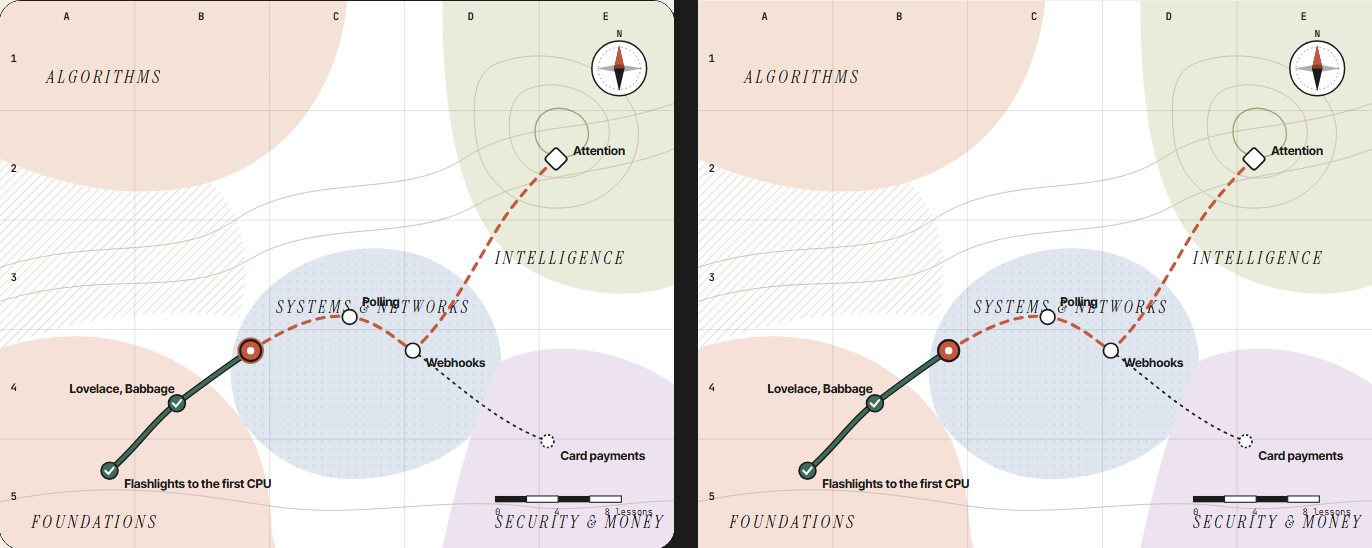 A B C D E
N
1
ALGORITHMS
Attention
2
INTELLIGENCE
3
Polling
SYSTEMS & NETWORKS
Webhooks
4
Lovelace, Babbage
Card payments
Flashlights to the first CPU
5
0 4 8 lessons
FOUNDATIONS
SECURITY & MONEY
A B C D E
N
1
ALGORITHMS
Attention
2
INTELLIGENCE
3
Polling
SYSTEMS & NETWORKS
Webhooks
4
Lovelace, Babbage
Card payments
Flashlights to the first CPU
5
0 4 8 lessons
FOUNDATIONS
SECURITY & MONEY